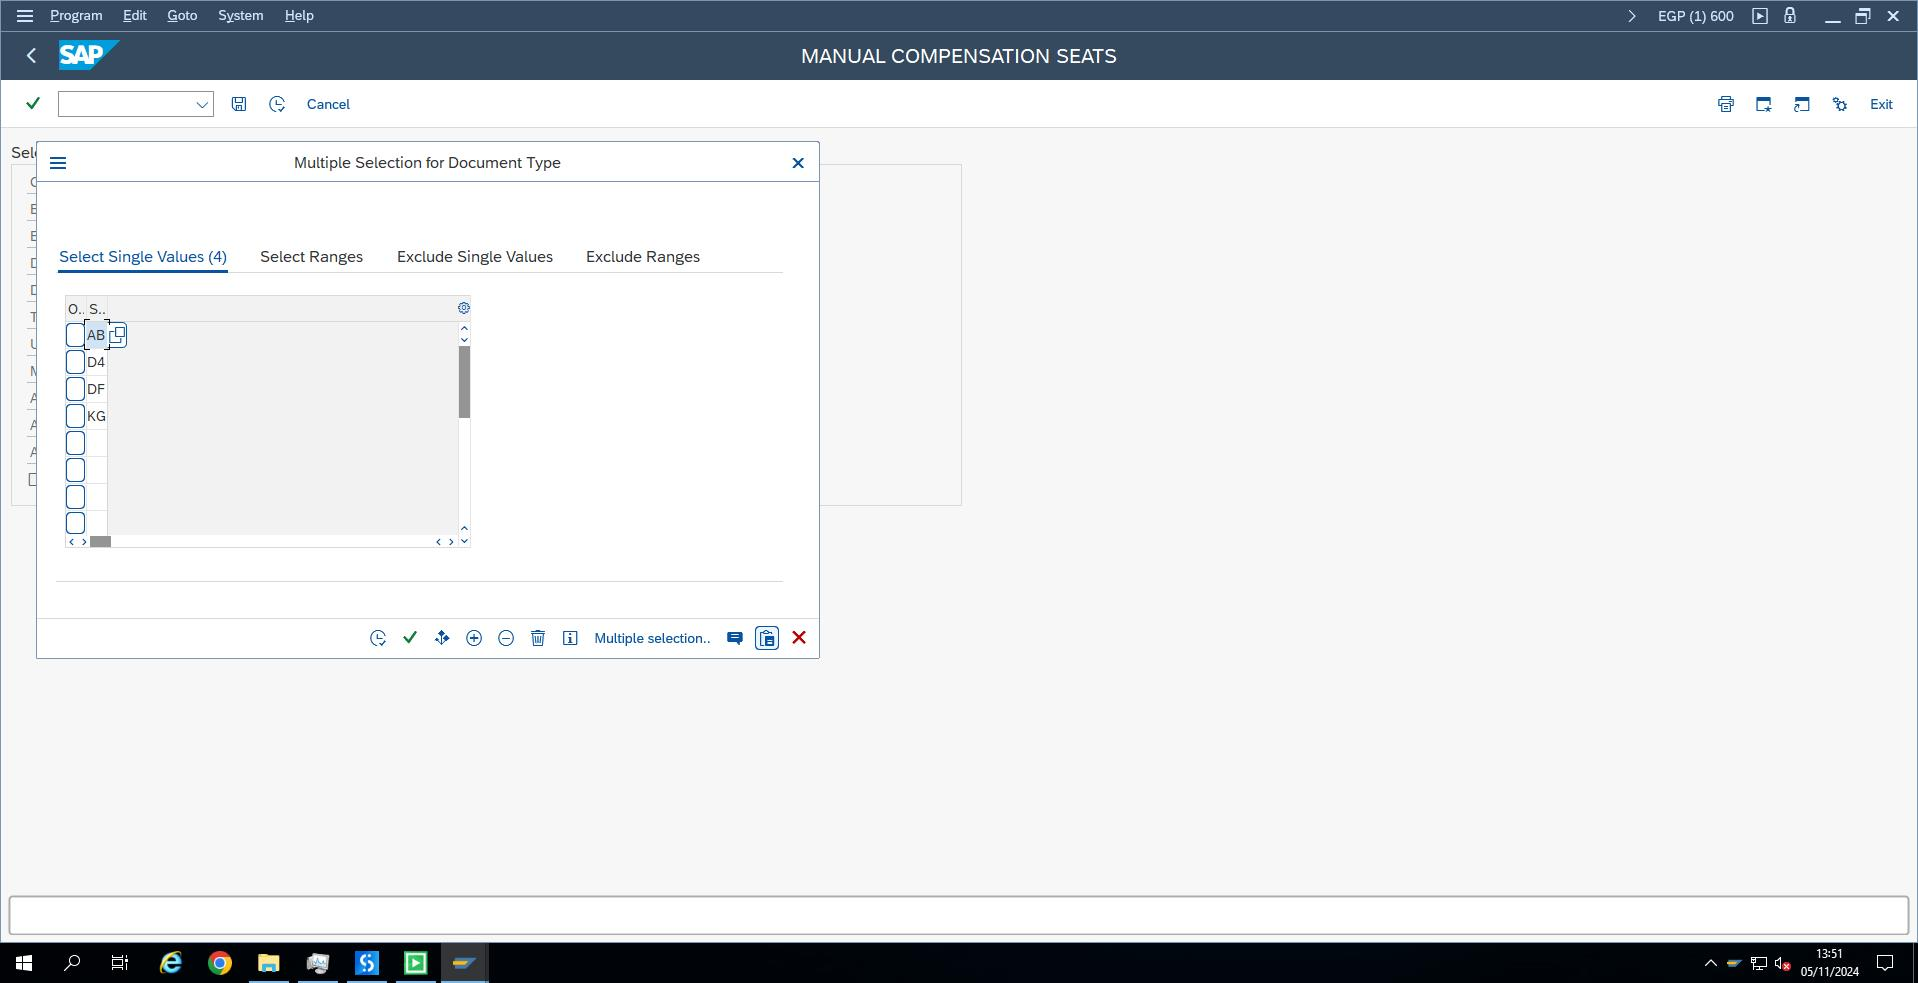 Program Edit Goto System Help EGP (1) 600
SAP MANUAL COMPENSATION SEATS
Cancel Exit
Multiple Selection for Document Type
Select Single Values (4) Select Ranges Exclude Single Values Exclude Ranges
O.. S..
AB
D4
DF
KG
Multiple selection..
13:51
05/11/2024